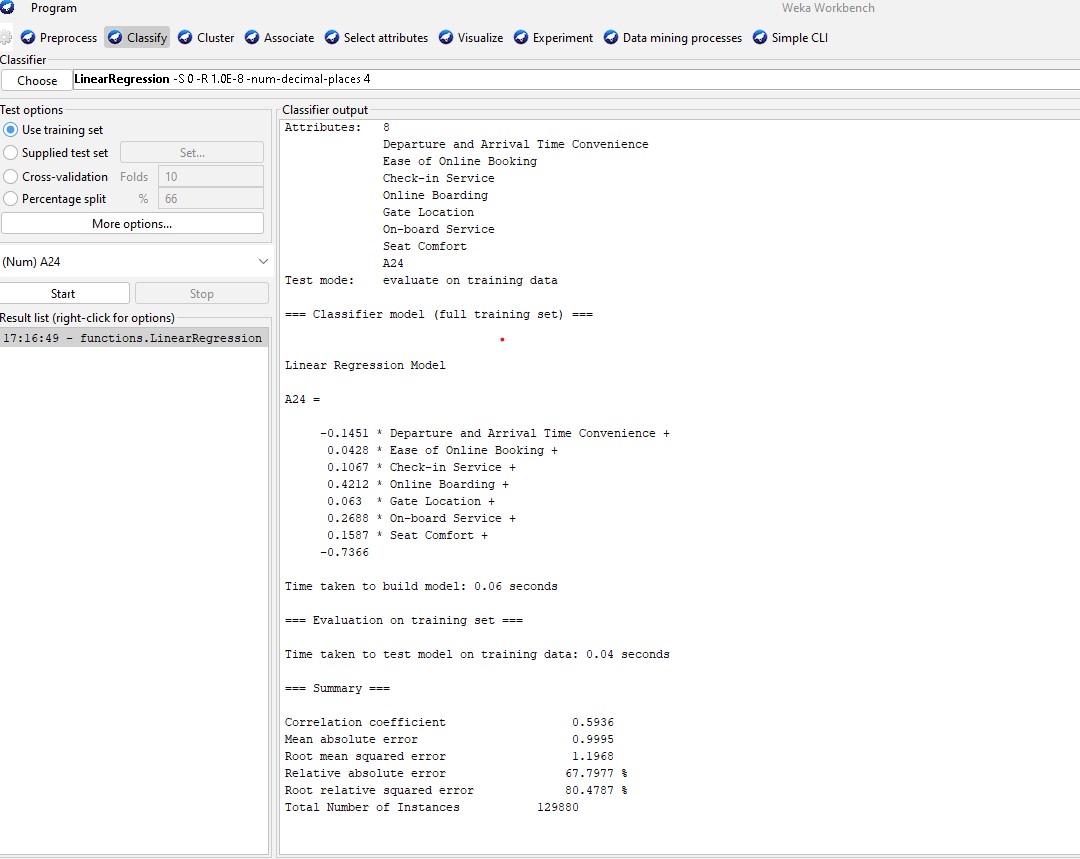 Program
Weka Workbench
Preprocess Classify Cluster Associate Select attributes Visualize Experiment Data mining processes Simple CLI
Classifier
Choose LinearRegression -S 0 -R 1.0E-8 -num-decimal-places 4
Test options
Use training set
Supplied test set Set...
Cross-validation Folds 10
Percentage split % 66
More options...
(Num) A24
Start Stop
Result list (right-click for options)
17:16:49 - functions.LinearRegression
Classifier output
Attributes: 8
Departure and Arrival Time Convenience
Ease of Online Booking
Check-in Service
Online Boarding
Gate Location
On-board Service
Seat Comfort
A24
Test mode: evaluate on training data
=== Classifier model (full training set) ===
Linear Regression Model
A24 =
-0.1451 * Departure and Arrival Time Convenience +
0.0428 * Ease of Online Booking +
0.1067 * Check-in Service +
0.4212 * Online Boarding +
0.063 * Gate Location +
0.2688 * On-board Service +
0.1587 * Seat Comfort +
-0.7366
Time taken to build model: 0.06 seconds
=== Evaluation on training set ===
Time taken to test model on training data: 0.04 seconds
=== Summary ===
Correlation coefficient 0.5936
Mean absolute error 0.9995
Root mean squared error 1.1968
Relative absolute error 67.7977 %
Root relative squared error 80.4787 %
Total Number of Instances 129880